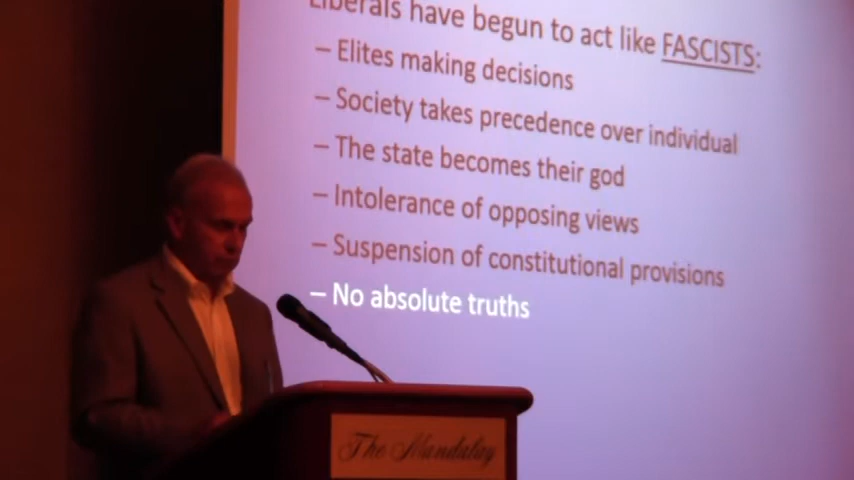 Liberals have begun to act like FASCISTS:
– Elites making decisions
– Society takes precedence over individual
– The state becomes their god
– Intolerance of opposing views
– Suspension of constitutional provisions
– No absolute truths
The Mandalay